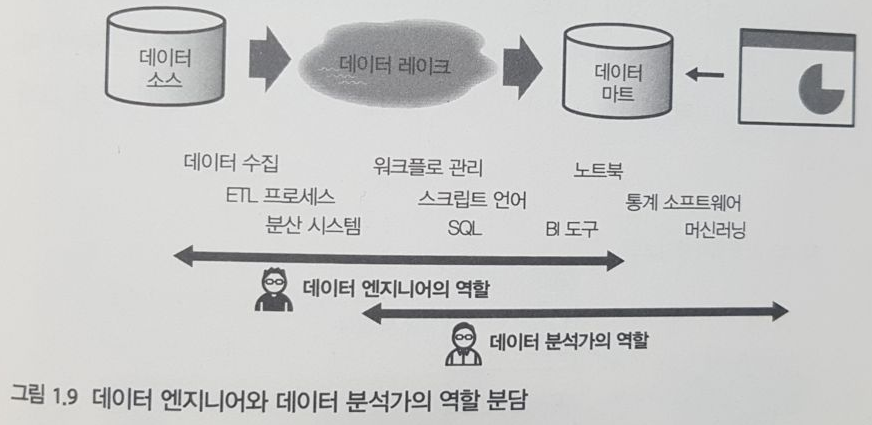 데이터
소스
데이터 레이크
데이터
마트
데이터 수집 워크플로 관리 노트북
ETL 프로세스 스크립트 언어 통계 소프트웨어
분산 시스템 SQL BI 도구 머신러닝
데이터 엔지니어의 역할
데이터 분석가의 역할
그림 1.9 데이터 엔지니어와 데이터 분석가의 역할 분담